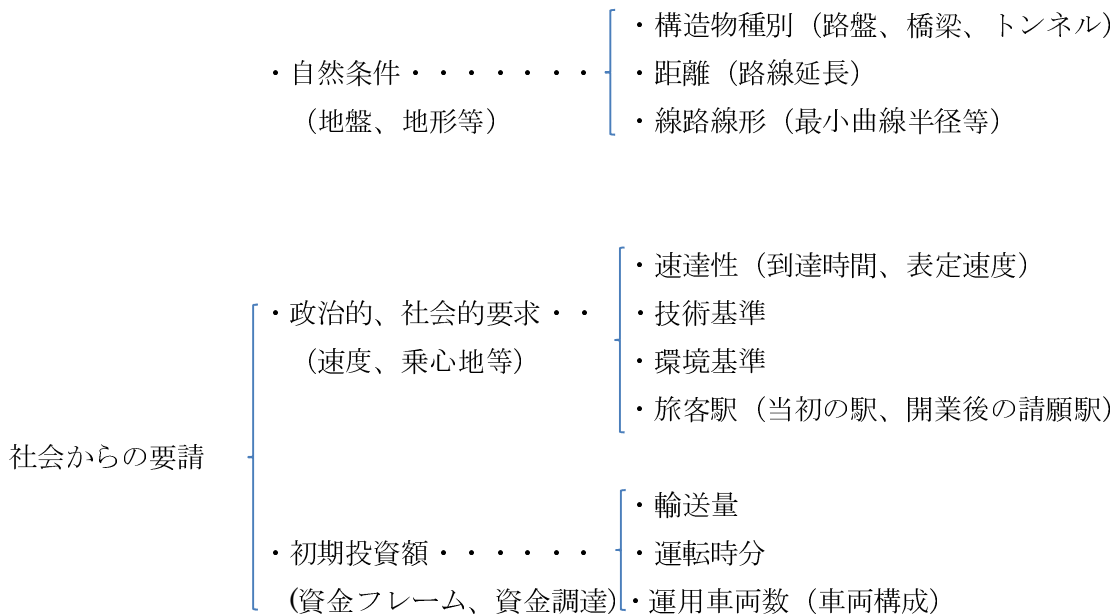 ・構造物種別（路盤、橋梁、トンネル）
・自然条件・・・・・・・ ・距離（路線延長）
（地盤、地形等） ・線路線形（最小曲線半径等）
・速達性（到達時間、表定速度）
・政治的、社会的要求・・ ・技術基準
（速度、乗心地等） ・環境基準
・旅客駅（当初の駅、開業後の請願駅）
社会からの要請
・輸送量
・初期投資額・・・・・・ ・運転時分
(資金フレーム、資金調達) ・運用車両数（車両構成）